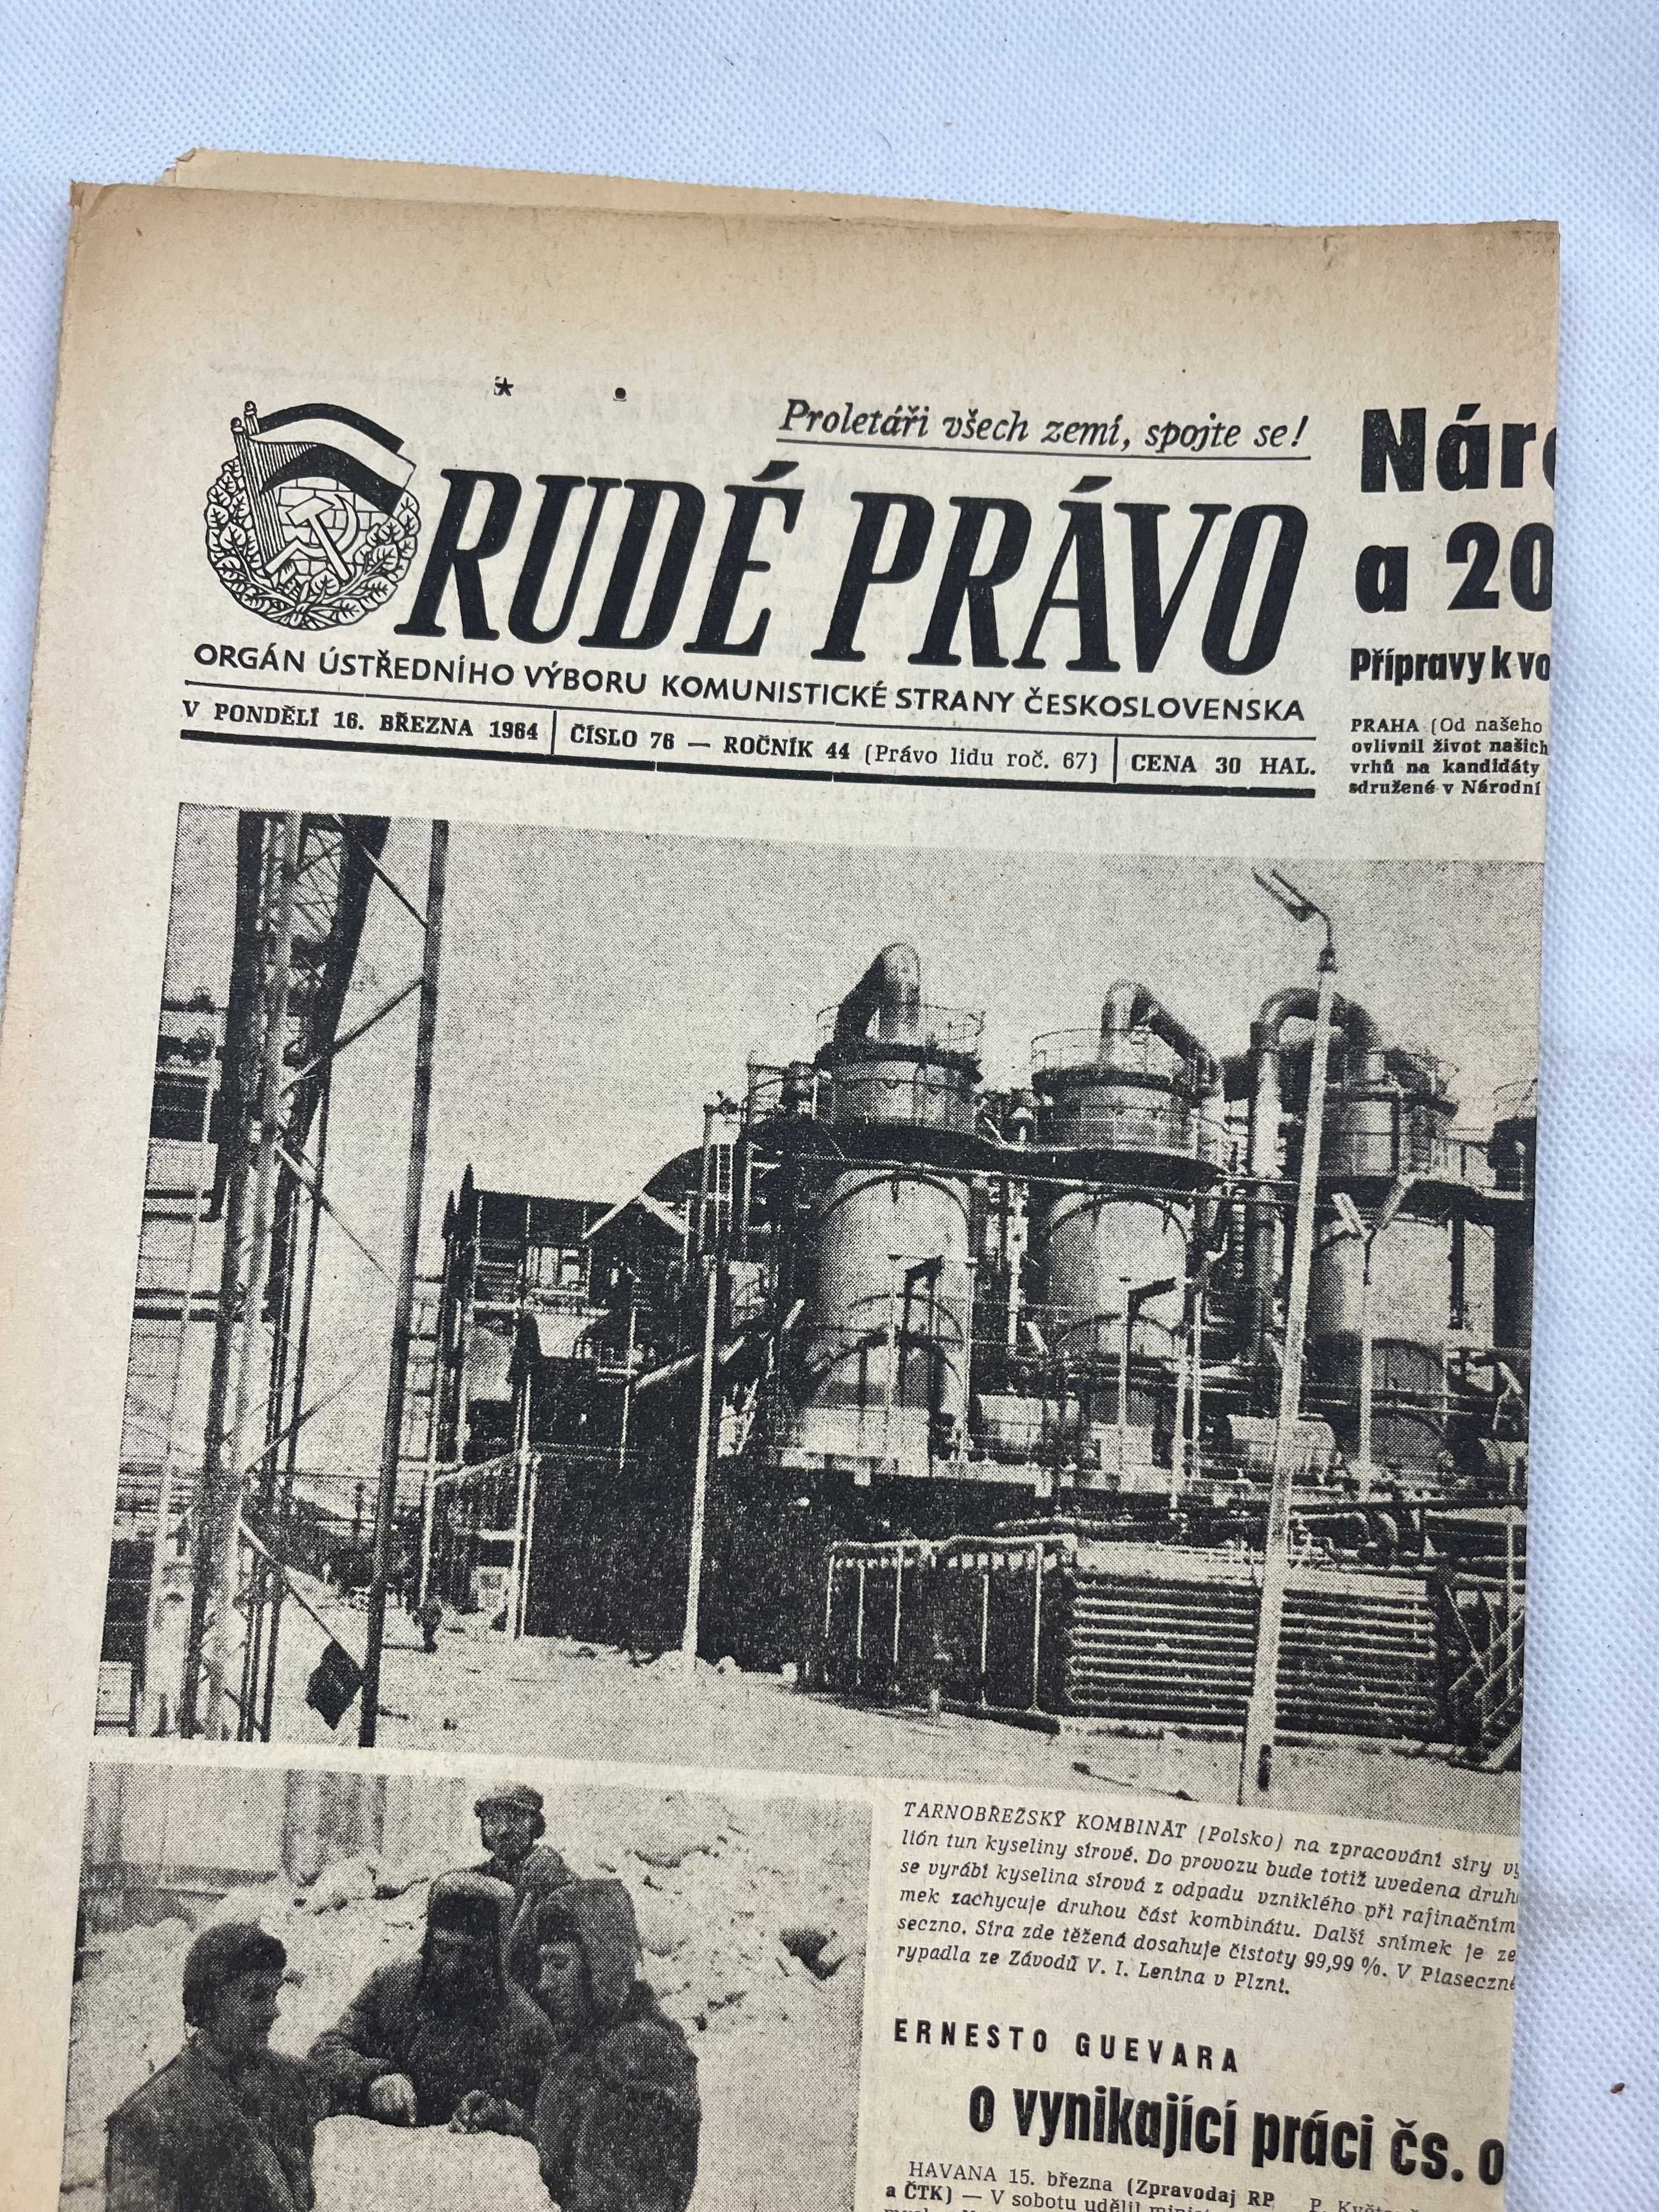 Proletáři všech zemí, spojte se!
RUDÉ PRÁVO
ORGÁN ÚSTŘEDNÍHO VÝBORU KOMUNISTICKÉ STRANY ČESKOSLOVENSKA
V PONDĚLÍ 16. BŘEZNA 1964 ČÍSLO 76 — ROČNÍK 44 (Právo lidu roč. 67) CENA 30 HAL.
Náro
a 20
Přípravy k vo
PRAHA (Od našeho
ovlivnil život našich
vrhů na kandidáty
sdružené v Národní
TARNOBŘEŽSKÝ KOMBINÁT (Polsko) na zpracování síry vy
lión tun kyseliny sírové. Do provozu bude totiž uvedena druh
se vyrábí kyselina sírová z odpadu vzniklého při rafinačním
mek zachycuje druhou část kombinátu. Další snímek je ze
seczno. Síra zde těžená dosahuje čistoty 99,99 %. V Piaseczné
rypadla ze Závodů V. I. Lenina v Plzni.
ERNESTO GUEVARA
o vynikající práci čs. o
HAVANA 15. března (Zpravodaj RP
a ČTK) — V sobotu udělil
P.